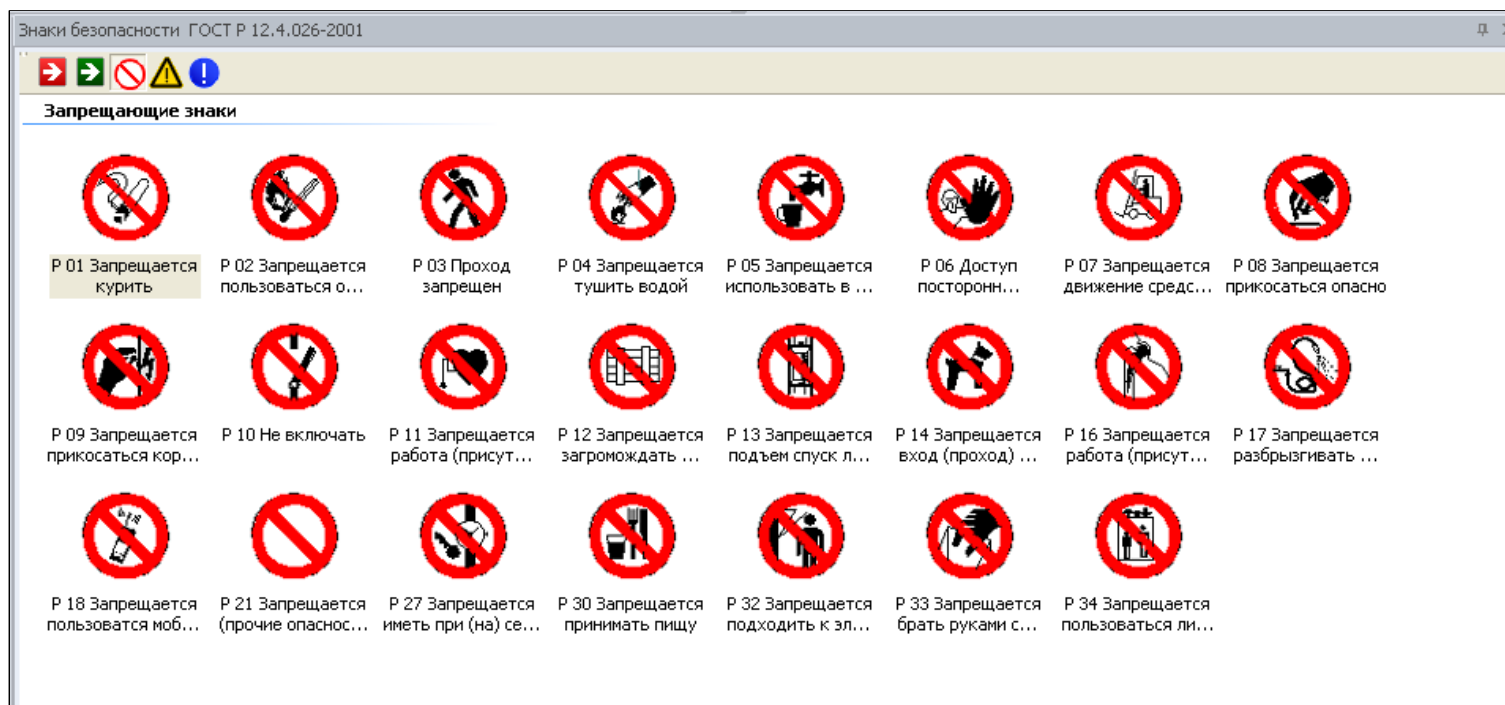 Знаки безопасности ГОСТ Р 12.4.026-2001
Запрещающие знаки
P 01 Запрещается
курить
P 02 Запрещается
пользоваться о...
P 03 Проход
запрещен
P 04 Запрещается
тушить водой
P 05 Запрещается
использовать в ...
P 06 Доступ
посторонн...
P 07 Запрещается
движение средс...
P 08 Запрещается
прикосаться опасно
P 09 Запрещается
прикосаться кор...
P 10 Не включать
P 11 Запрещается
работа (присут...
P 12 Запрещается
загромождать ...
P 13 Запрещается
подъем спуск л...
P 14 Запрещается
вход (проход) ...
P 16 Запрещается
работа (присут...
P 17 Запрещается
разбрызгивать ...
P 18 Запрещается
пользоватся моб...
P 21 Запрещается
(прочие опаснос...
P 27 Запрещается
иметь при (на) се...
P 30 Запрещается
принимать пищу
P 32 Запрещается
подходить к эл...
P 33 Запрещается
брать руками с...
P 34 Запрещается
пользоваться ли...